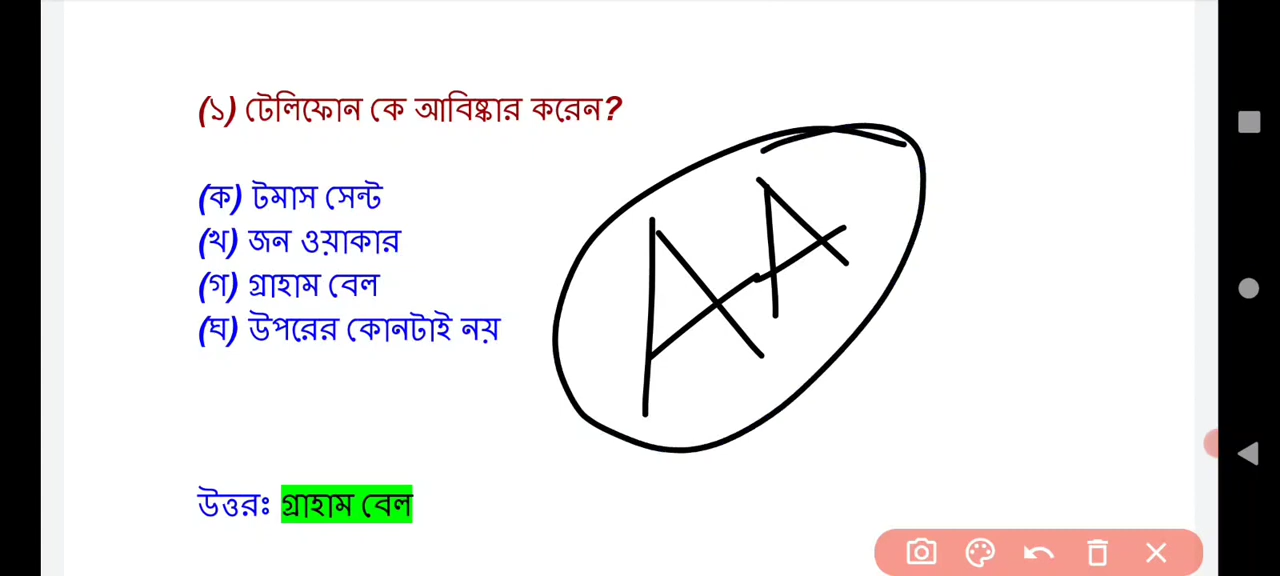 (১) টেলিফোন কে আবিষ্কার করেন?
(ক) টমাস সেন্ট
(খ) জন ওয়াকার
(গ) গ্রাহাম বেল
(ঘ) উপরের কোনটাই নয়
AA
উত্তরঃ গ্রাহাম বেল